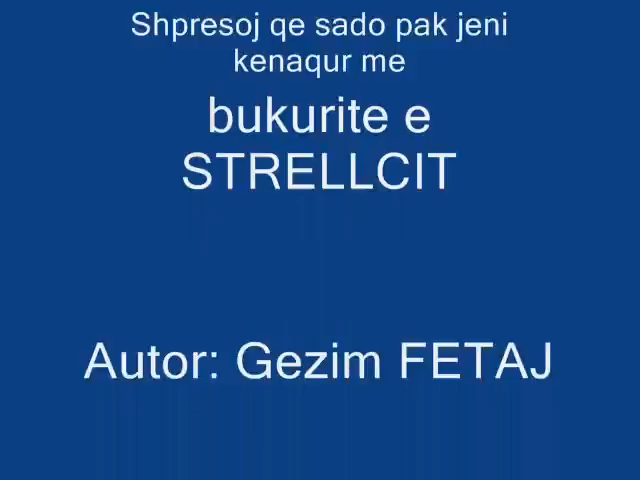 Shpresoj qe sado pak jeni
kenaqur me
bukurite e
STRELLCIT
Autor: Gezim FETAJ